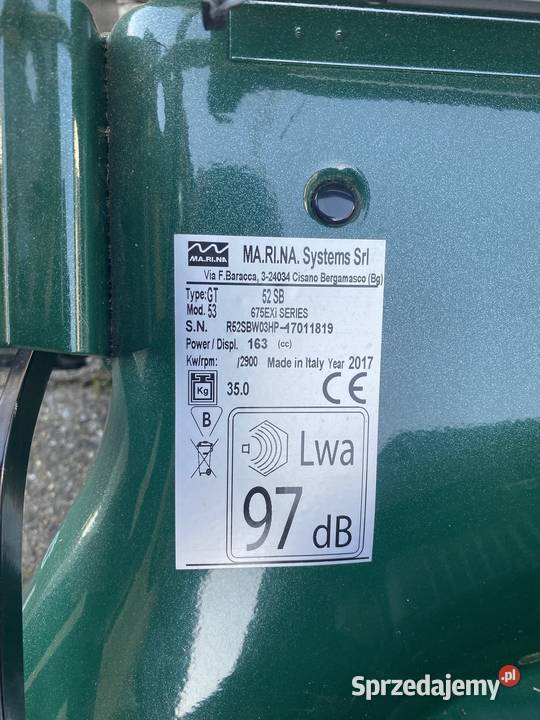 MA.RI.NA
MA.RI.NA. Systems Srl
Via F.Baracca, 3-24034 Cisano Bergamasco (Bg)
Type:GT 52 SB
Mod. 53 675EXi SERIES
S.N. R52SBW03HP-17011819
Power / Displ. 163 (cc)
Kw/rpm: /2900 Made in Italy Year 2017
Kg 35.0 CE
B
Lwa
97 dB
Sprzedajemy.pl